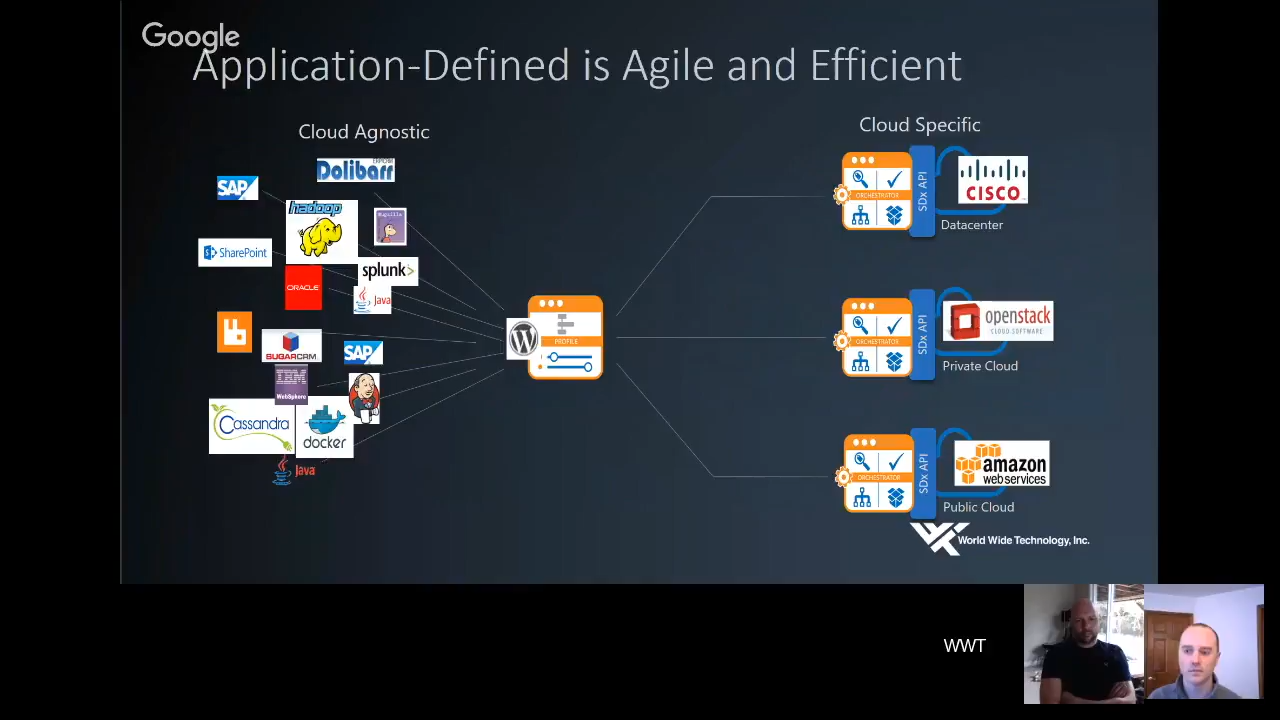 Google
Application-Defined is Agile and Efficient
Cloud Agnostic
Cloud Specific
Dolibarr
SAP
hadoop
Bugzilla
SharePoint
splunk>
ORACLE
Java
SUGARCRM
SAP
IBM
WebSphere
Cassandra
docker
Java
W
PROFILE
ORCHESTRATOR
SDx API
CISCO
Datacenter
ORCHESTRATOR
SDx API
openstack
CLOUD SOFTWARE
Private Cloud
ORCHESTRATOR
SDx API
amazon
web services
Public Cloud
World Wide Technology, Inc.
WWT